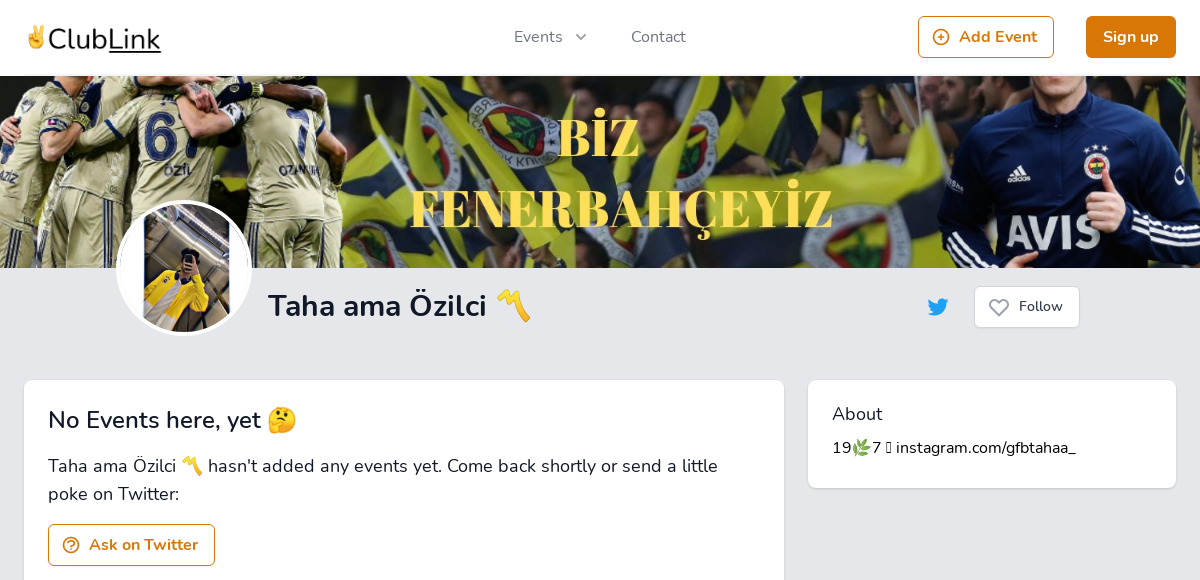 ✌ClubLink
Events
Contact
Add Event
Sign up
BİZ
FENERBAHÇEYİZ
67
ÖZİL
7
adidas
AVIS
Taha ama Özilci 〽️
Follow
No Events here, yet 🤔
Taha ama Özilci 〽️ hasn't added any events yet. Come back shortly or send a little
poke on Twitter:
Ask on Twitter
About
19🌿7 instagram.com/gfbtahaa_